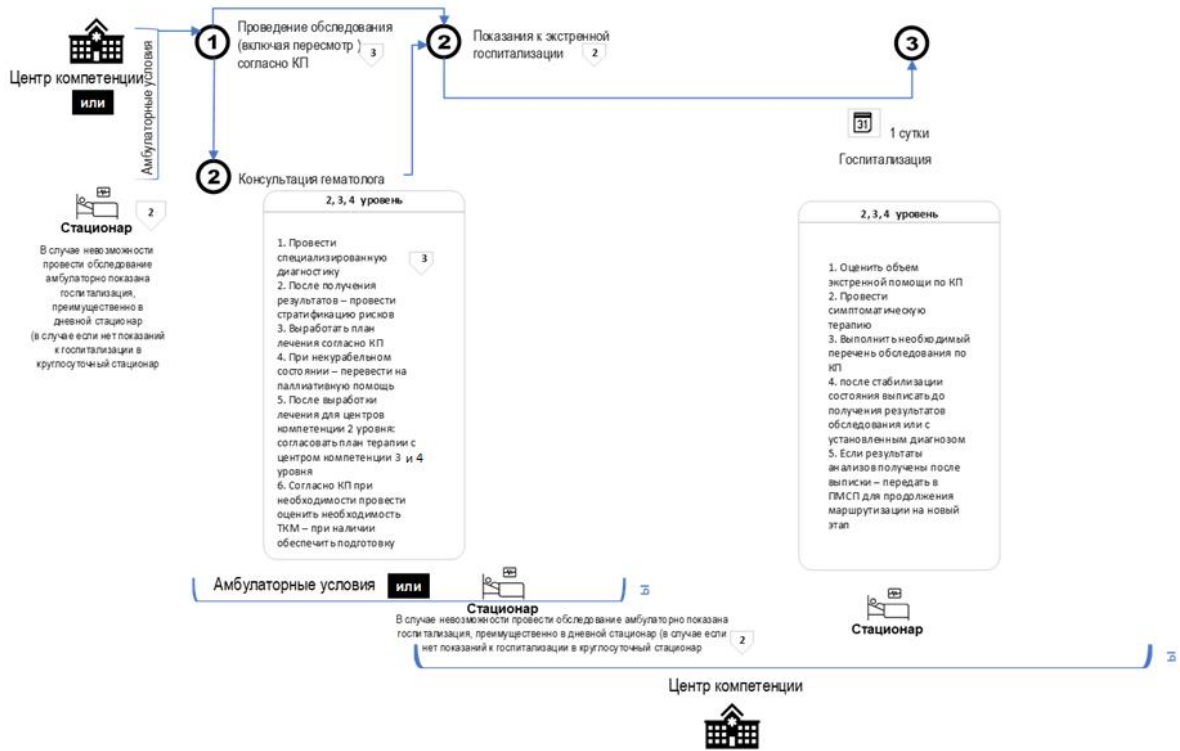 Центр компетенции
или
Амбулаторные условия
Стационар
2
В случае невозможности
провести обследование
амбулаторно показана
госпитализация,
преимущественно в
дневной стационар
(в случае если нет показаний
к госпитализации в
круглосуточный стационар
1
Проведение обследования
(включая пересмотр )
согласно КП
3
2
Показания к экстренной
госпитализации
2
3
31
1 сутки
Госпитализация
2
Консультация гематолога
2, 3, 4 уровень
1. Провести
специализированную
диагностику
3
2. После получения
результатов – провести
стратификацию рисков
3. Выработать план
лечения согласно КП
4. При некурабельном
состоянии – перевести на
паллиативную помощь
5. После выработки
лечения для центров
компетенции 2 уровня:
согласовать план терапии с
центром компетенции 3 и 4
уровня
6. Согласно КП при
необходимости провести
оценить необходимость
ТКМ – при наличии
обеспечить подготовку
2, 3, 4 уровень
1. Оценить объем
экстренной помощи по КП
2. Провести
симптоматическую
терапию
3. Выполнить необходимый
перечень обследования по
КП
4. после стабилизации
состояния выписать до
получения результатов
обследования или с
установленным диагнозом
5. Если результаты
анализов получены после
выписки – передать в
ПМСП для продолжения
маршрутизации на новый
этап
Амбулаторные условия
или
Стационар
ы
В случае невозможности провести обследование амбулаторно показана
госпитализация, преимущественно в дневной стационар (в случае если
нет показаний к госпитализации в круглосуточный стационар
2
Стационар
ы
Центр компетенции